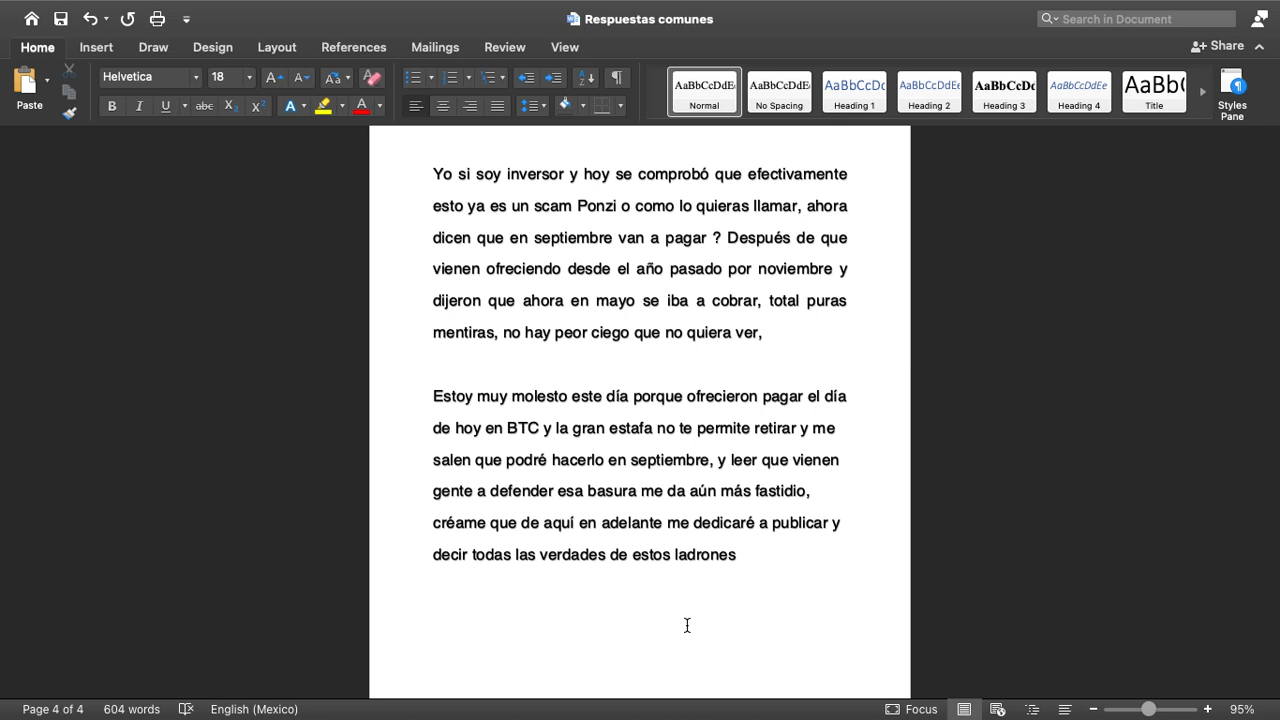 Respuestas comunes
Search in Document
Home Insert Draw Design Layout References Mailings Review View Share
Paste
Helvetica 18
AaBbCcDdE AaBbCcDdE AaBbCcDc AaBbCcDdE AaBbCcDd AaBbCcDdE AaBb(
Normal No Spacing Heading 1 Heading 2 Heading 3 Heading 4 Title
Styles
Pane
Yo si soy inversor y hoy se comprobó que efectivamente
esto ya es un scam Ponzi o como lo quieras llamar, ahora
dicen que en septiembre van a pagar ? Después de que
vienen ofreciendo desde el año pasado por noviembre y
dijeron que ahora en mayo se iba a cobrar, total puras
mentiras, no hay peor ciego que no quiera ver,
Estoy muy molesto este día porque ofrecieron pagar el día
de hoy en BTC y la gran estafa no te permite retirar y me
salen que podré hacerlo en septiembre, y leer que vienen
gente a defender esa basura me da aún más fastidio,
créame que de aquí en adelante me dedicaré a publicar y
decir todas las verdades de estos ladrones
Page 4 of 4 604 words English (Mexico) Focus 95%